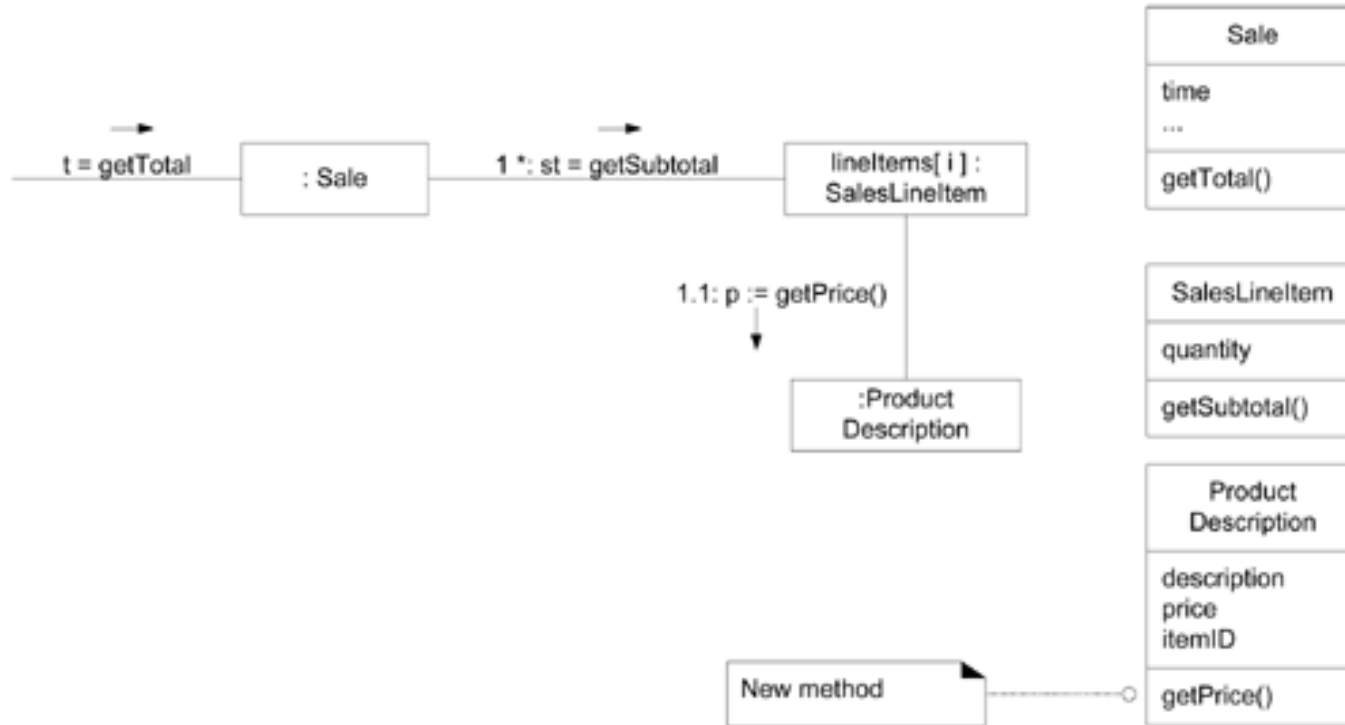 t = getTotal
: Sale
1 *: st = getSubtotal
lineItems[ i ] :
SalesLineItem
1.1: p := getPrice()
:Product
Description
Sale
time
...
getTotal()
SalesLineItem
quantity
getSubtotal()
Product
Description
description
price
itemID
getPrice()
New method